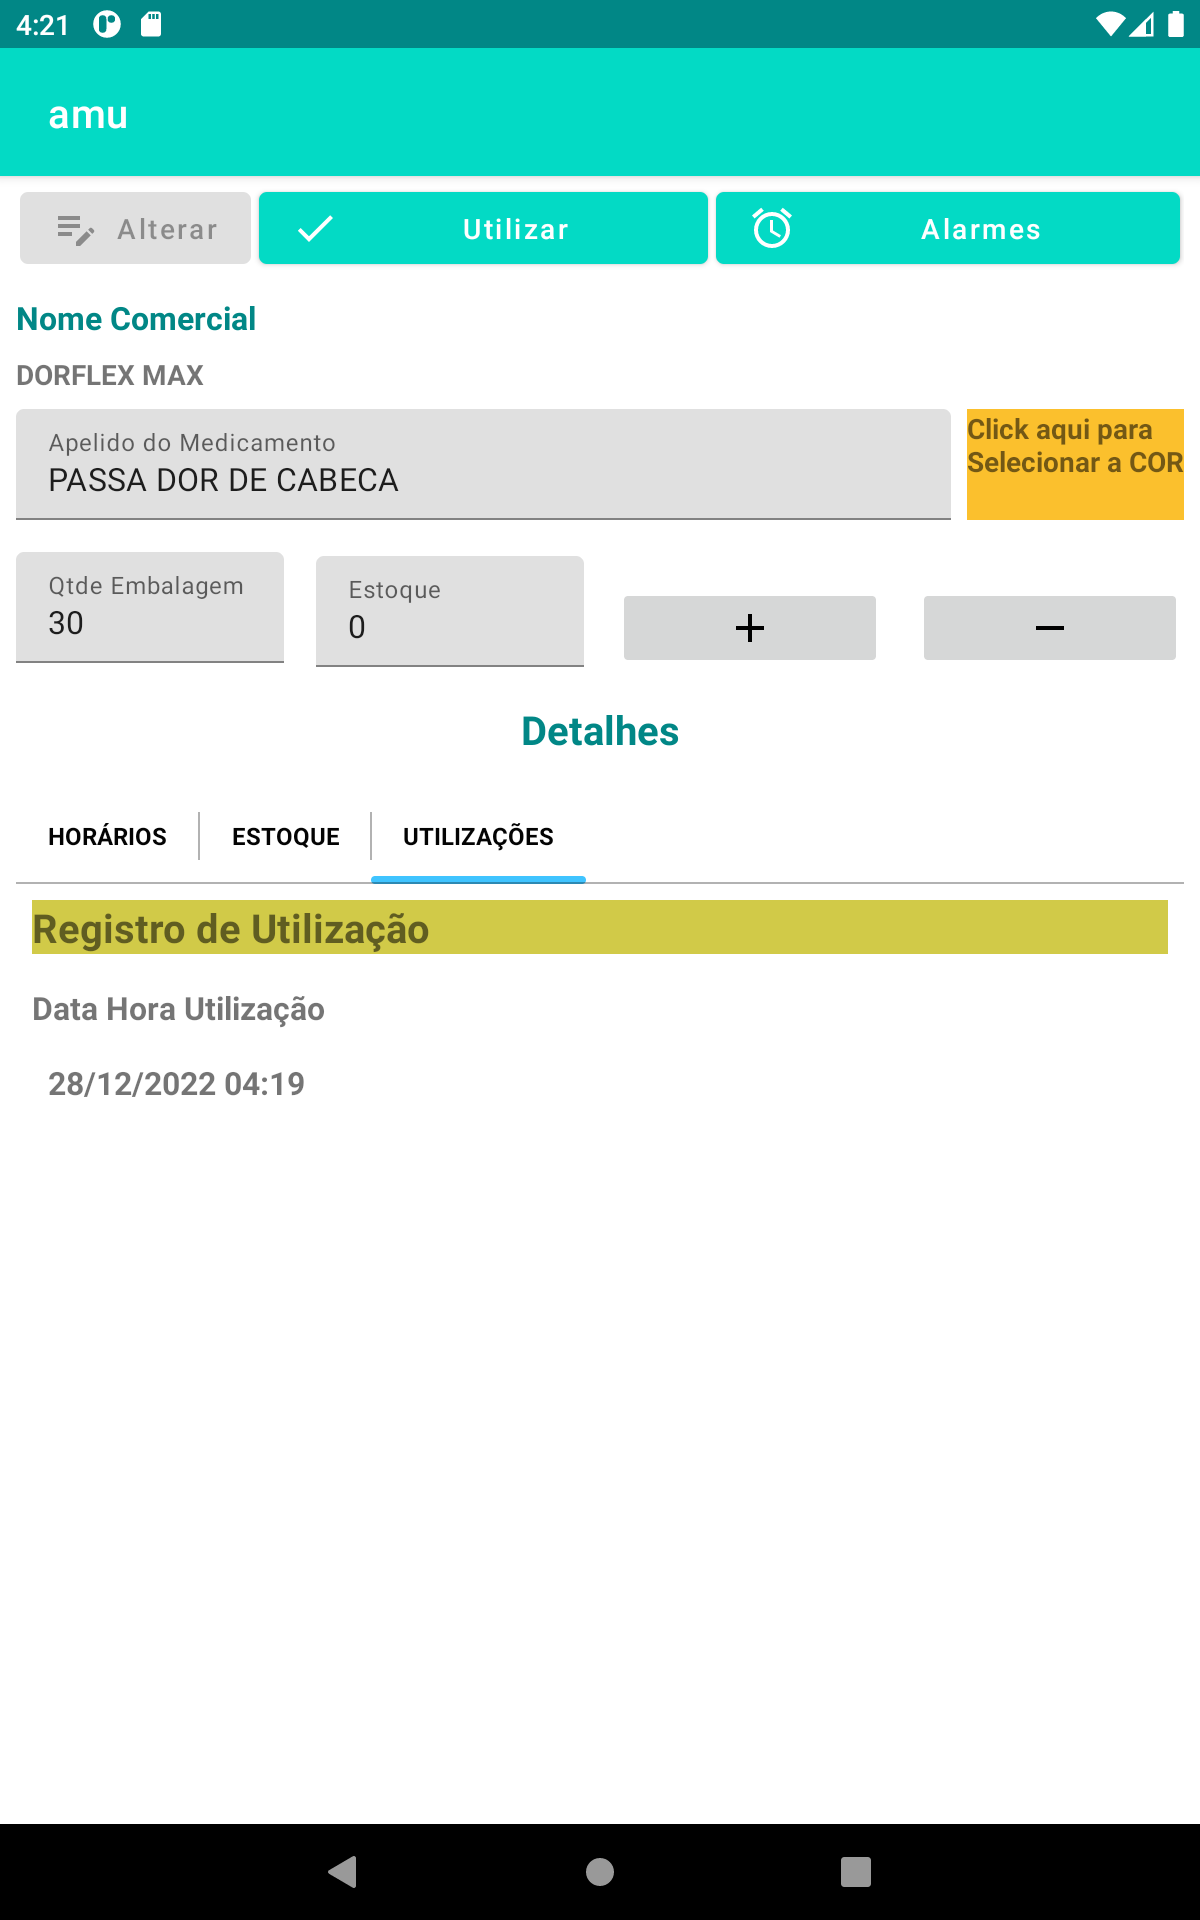 4:21
amu
Alterar
Utilizar
Alarmes
Nome Comercial
DORFLEX MAX
Apelido do Medicamento
PASSA DOR DE CABECA
Click aqui para
Selecionar a COR
Qtde Embalagem
30
Estoque
0
Detalhes
HORÁRIOS
ESTOQUE
UTILIZAÇÕES
Registro de Utilização
Data Hora Utilização
28/12/2022 04:19